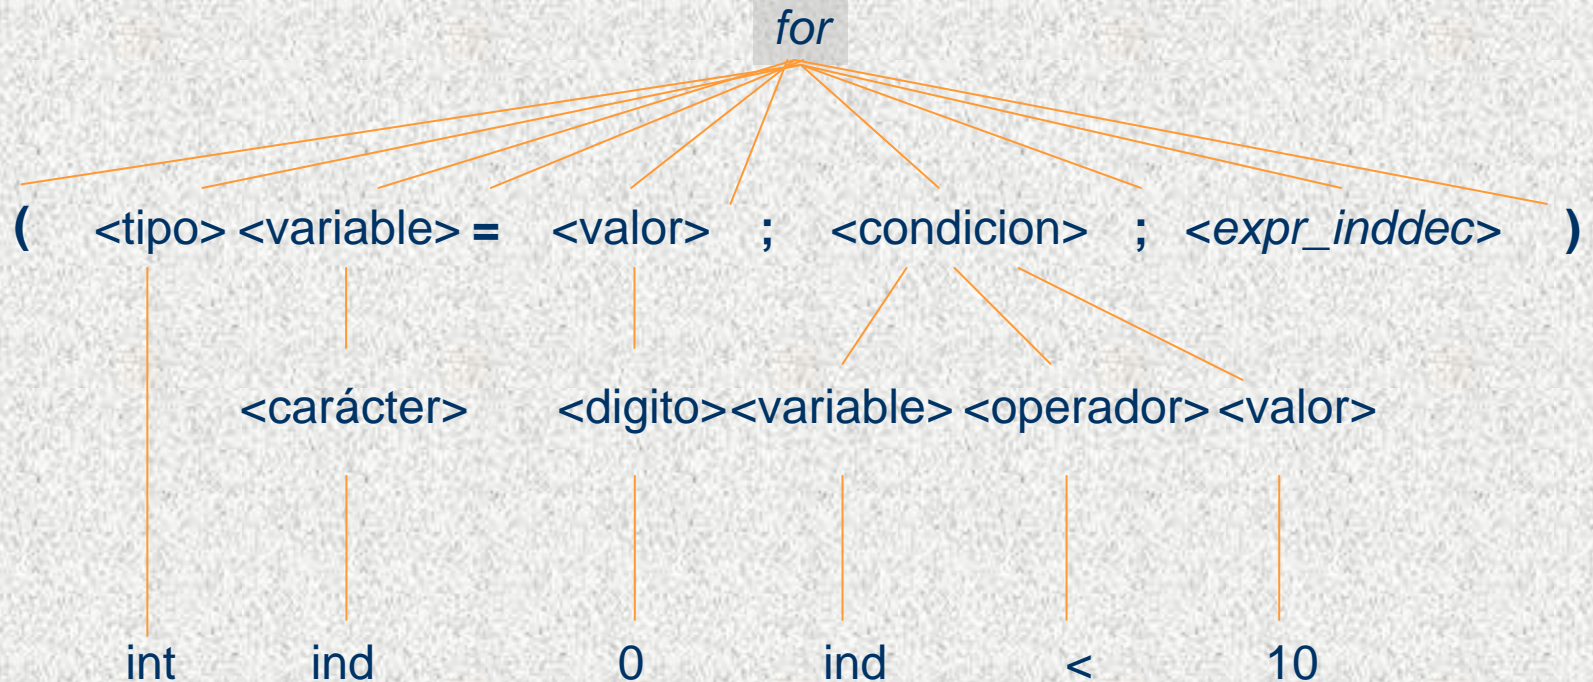 for
( <tipo> <variable> = <valor> ; <condicion> ; <expr_inddec> )
<carácter> <digito> <variable> <operador> <valor>
int ind 0 ind < 10